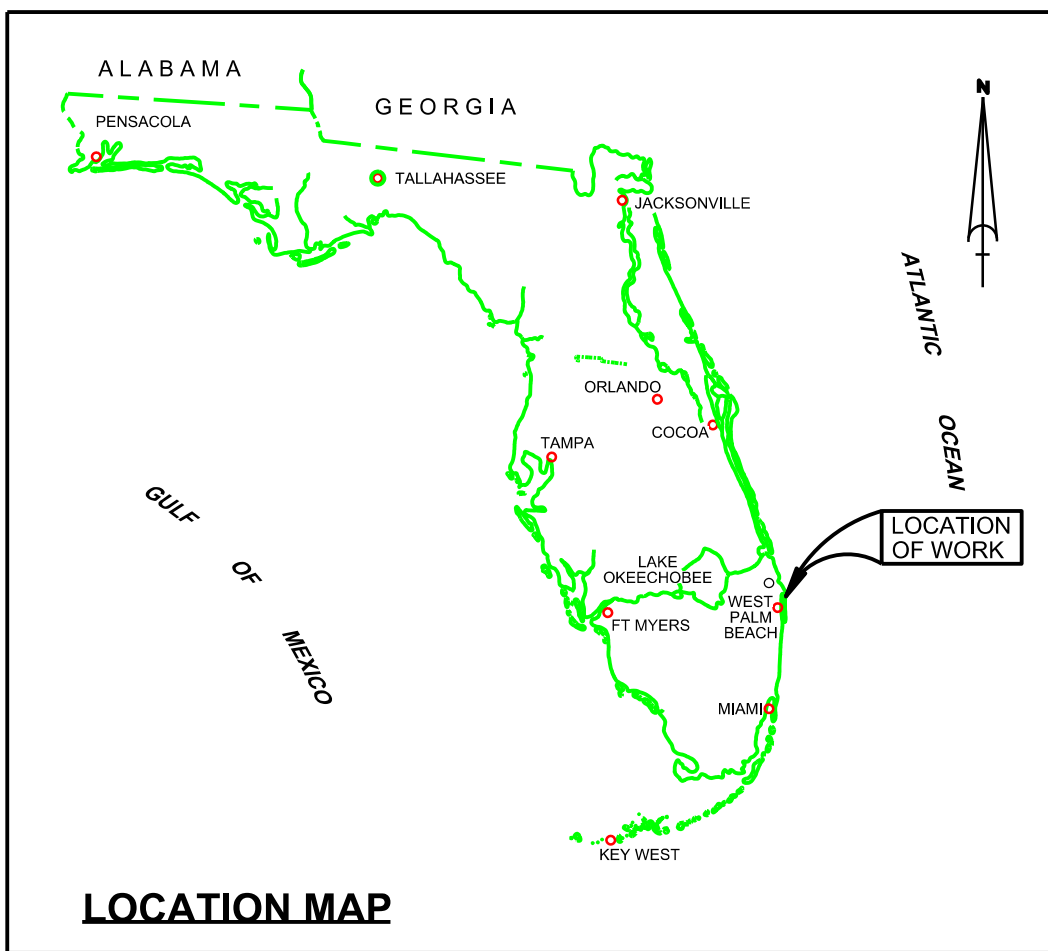 ALABAMA
GEORGIA
N
PENSACOLA
TALLAHASSEE
JACKSONVILLE
ATLANTIC
OCEAN
ORLANDO
COCOA
TAMPA
GULF
OF
MEXICO
LOCATION
OF WORK
LAKE
OKEECHOBEE
WEST
PALM
BEACH
FT MYERS
MIAMI
KEY WEST
LOCATION MAP